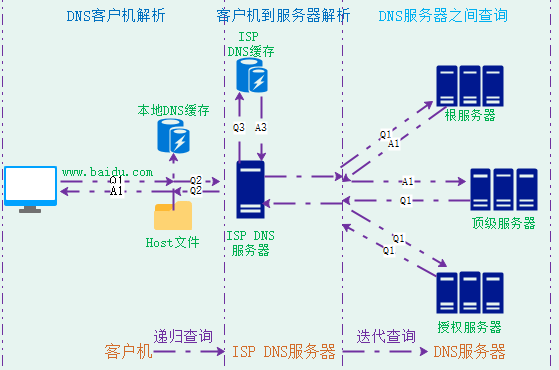 DNS客户机解析
客户机到服务器解析
DNS服务器之间查询
ISP
DNS缓存
本地DNS缓存
Q3
A3
Q1
A1
根服务器
www.baidu.com
Q1
A1
Q2
Q2
A1
Q1
顶级服务器
Host文件
ISP DNS
服务器
Q1
Q1
授权服务器
递归查询
迭代查询
客户机
ISP DNS服务器
DNS服务器